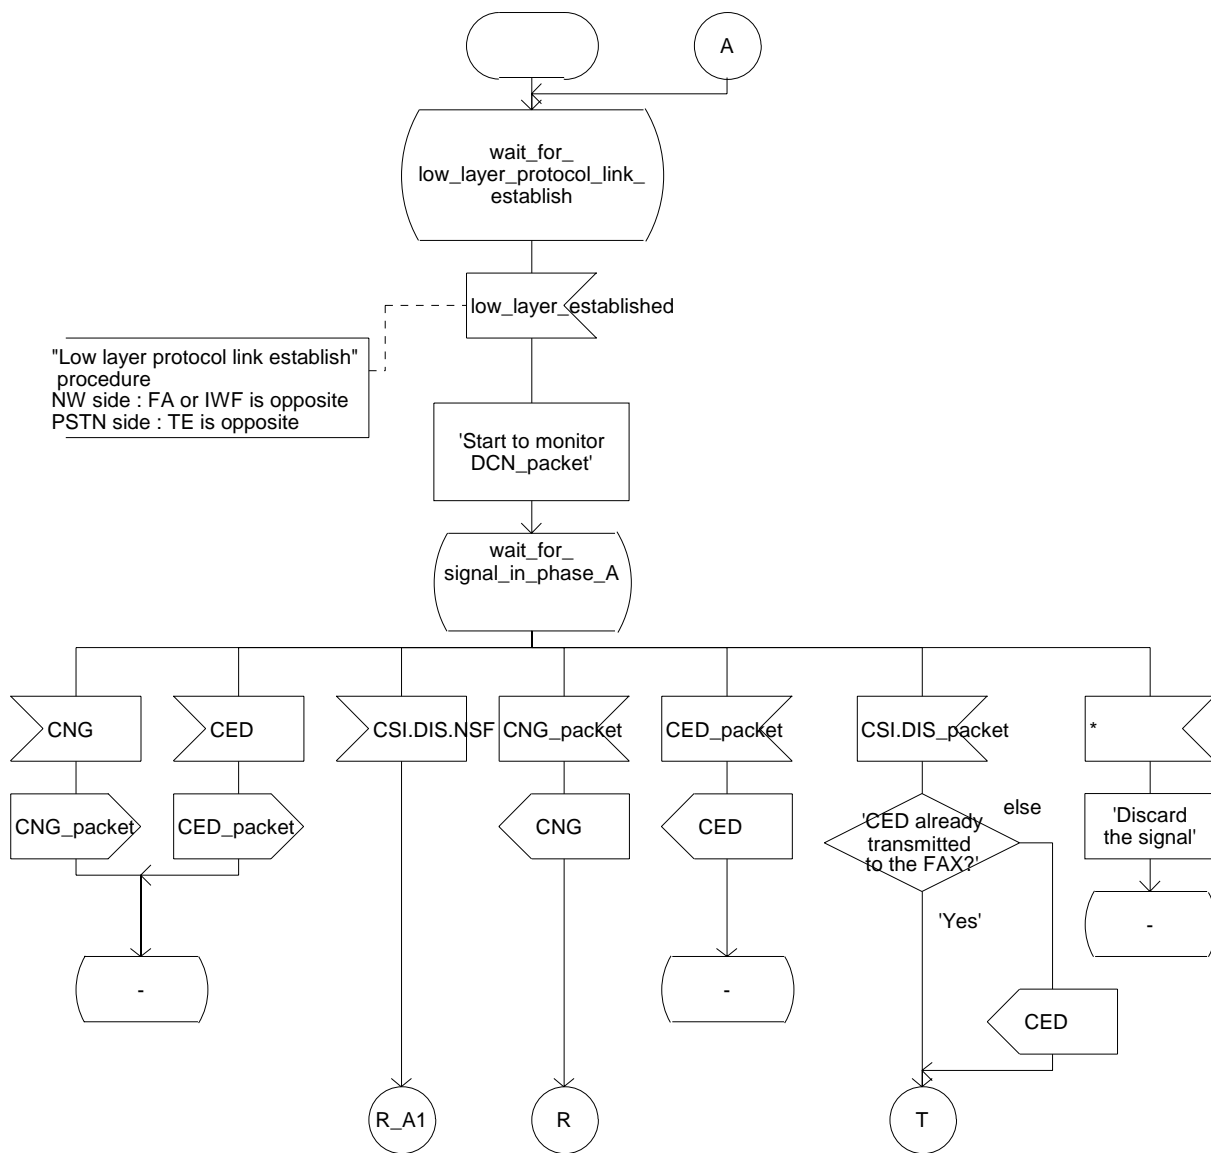 A
wait_for_
low_layer_protocol_link_
establish
low_layer_established
"Low layer protocol link establish"
procedure
NW side : FA or IWF is opposite
PSTN side : TE is opposite
'Start to monitor
DCN_packet'
wait_for_
signal_in_phase_A
CNG
CED
CSI.DIS.NSF
CNG_packet
CED_packet
CSI.DIS_packet
*
CNG_packet
CED_packet
CNG
CED
'CED already
transmitted
to the FAX?'
else
'Discard
the signal'
'Yes'
-
-
-
CED
R_A1
R
T